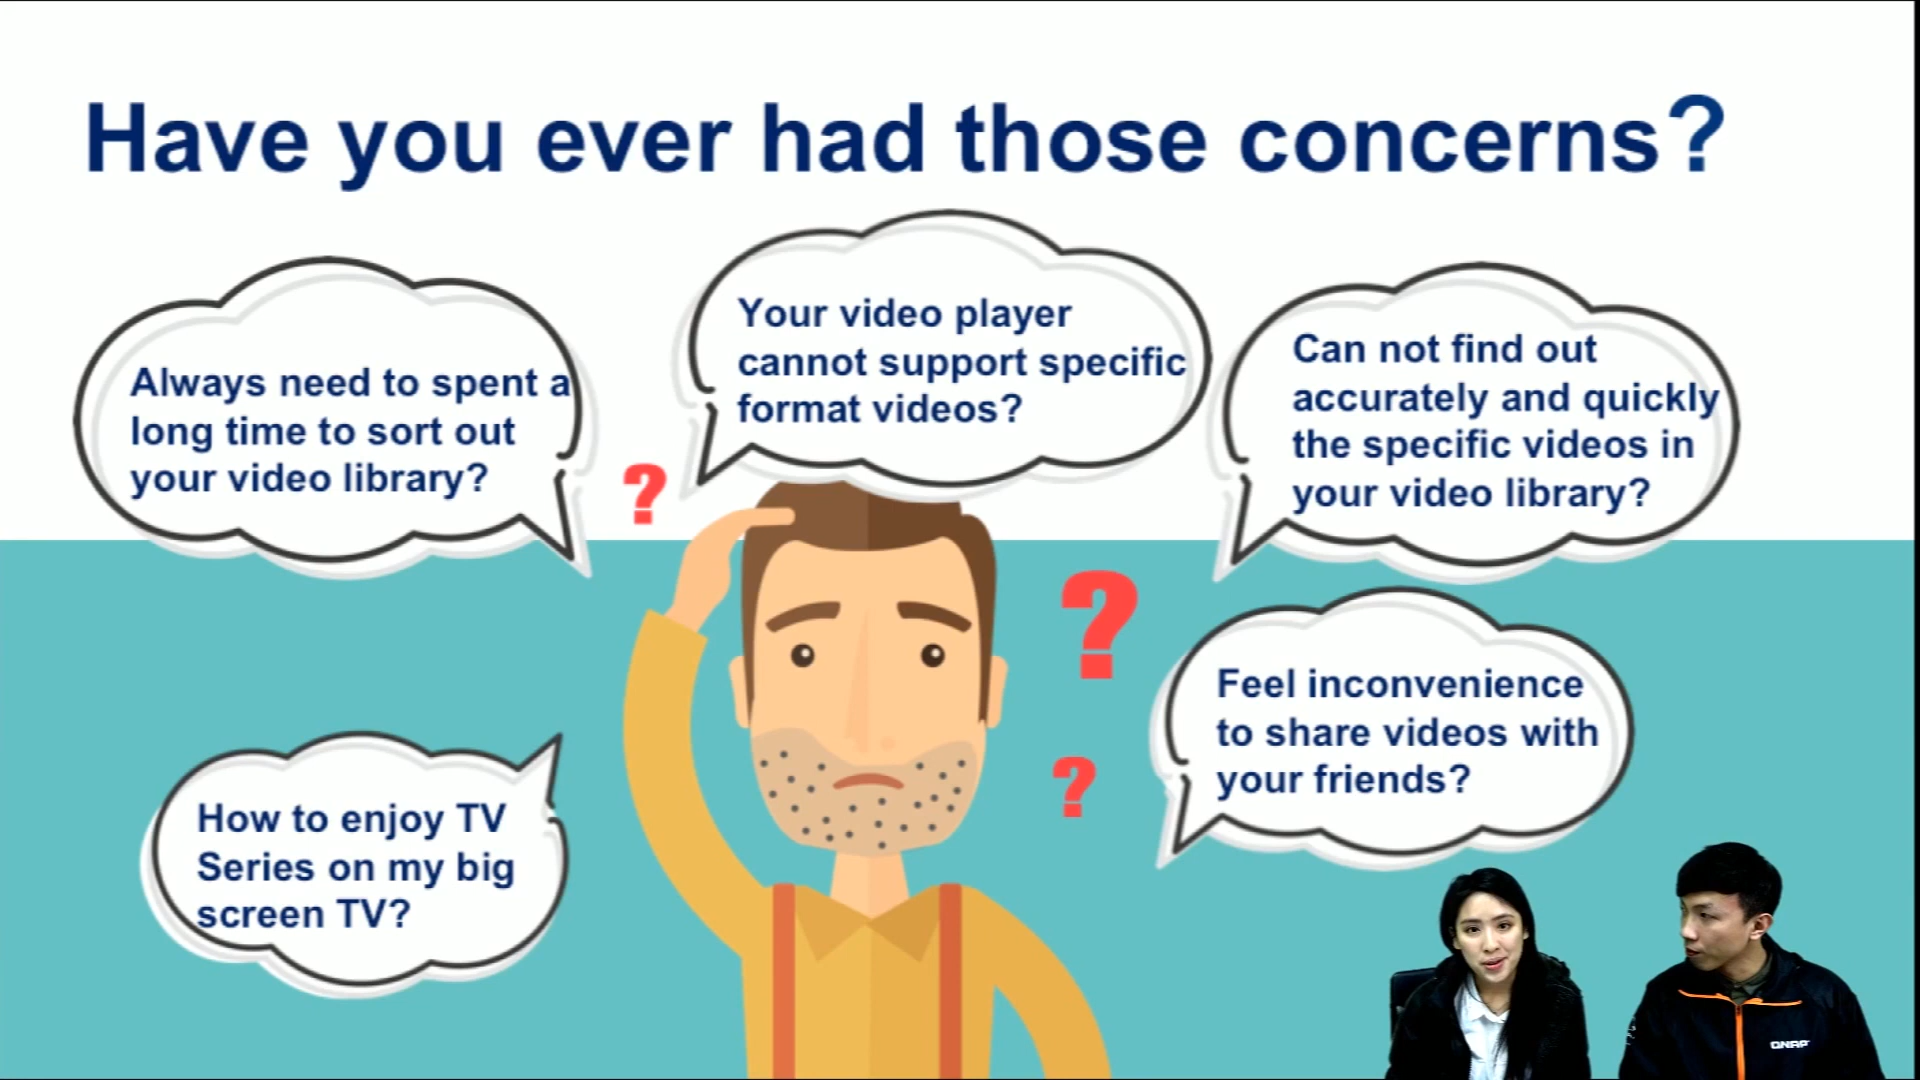 Have you ever had those concerns?
Always need to spent a
long time to sort out
your video library?
Your video player
cannot support specific
format videos?
Can not find out
accurately and quickly
the specific videos in
your video library?
?
?
?
How to enjoy TV
Series on my big
screen TV?
Feel inconvenience
to share videos with
your friends?
QNAP